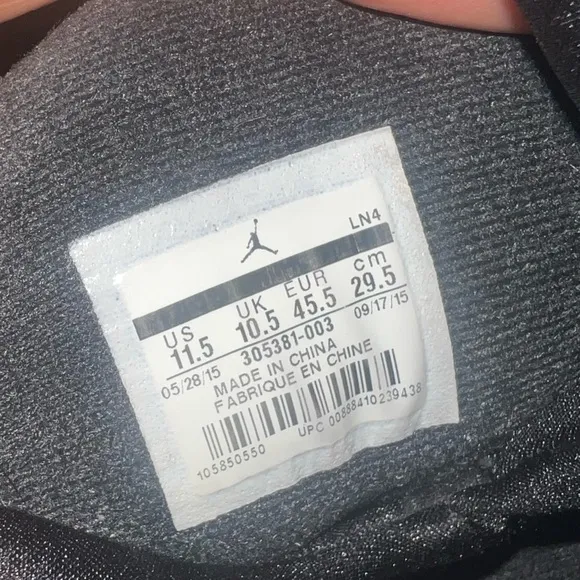 LN4
US UK EUR cm
11.5 10.5 45.5 29.5
05/28/15 305381-003 09/17/15
MADE IN CHINA
FABRIQUE EN CHINE
105850550 UPC 00888410239438